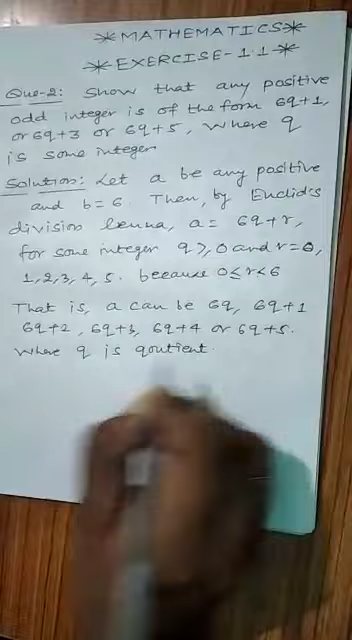 *MATHEMATICS*
*EXERCISE-1.1-*
Que-2: Show that any positive
odd integer is of the form 6q+1,
or 6q+3 or 6q+5, where q
is some integer
Solution: Let a be any positive
and b=6. Then, by Euclid's
division lemma, a= 6q+r,
for some integer q≥0 and r=0,
1,2,3,4,5. because 0≤r<6
That is, a can be 6q, 6q+1
6q+2, 6q+3, 6q+4 or 6q+5.
Where q is qoutient.